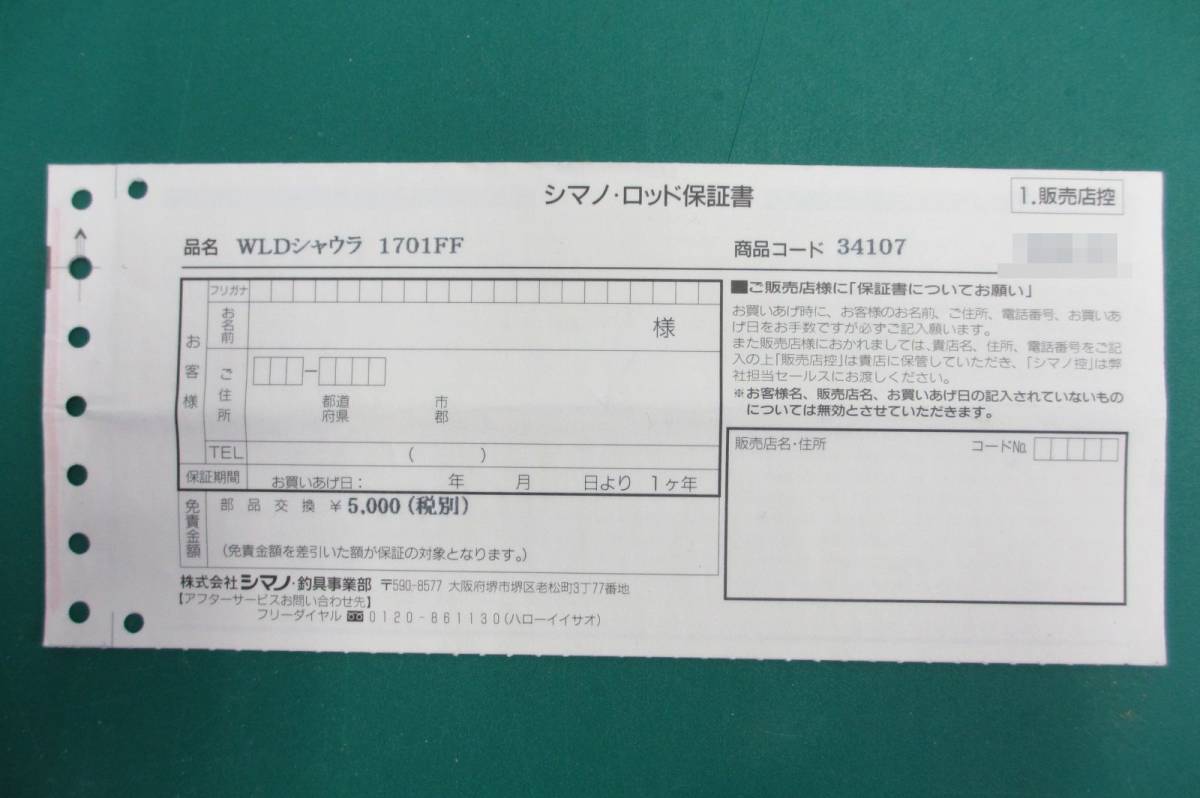 シマノ・ロッド保証書
1.販売店控
品名 WLDシャウラ 1701FF
商品コード 34107
フリガナ
お名前
様
お客様
ご住所
都道府県
市郡
TEL ( )
保証期間 お買いあげ日: 年 月 日より 1ヶ年
免責金額
部品交換 ¥ 5,000 (税別)
(免責金額を差引いた額が保証の対象となります。)
株式会社シマノ・釣具事業部 〒590-8577 大阪府堺市堺区老松町3丁77番地
【アフターサービスお問い合わせ先】
フリーダイヤル 0120-861130(ハローイイサオ)
■ご販売店様に「保証書についてお願い」
お買いあげ時に、お客様のお名前、ご住所、電話番号、お買いあ
げ日をお手数ですが必ずご記入願います。
また販売店様におかれましては、貴店名、住所、電話番号をご記
入の上「販売店控」は貴店に保管していただき、「シマノ控」は弊
社担当セールスにお渡しください。
※お客様名、販売店名、お買いあげ日の記入されていないもの
については無効とさせていただきます。
販売店名・住所
コードNo.